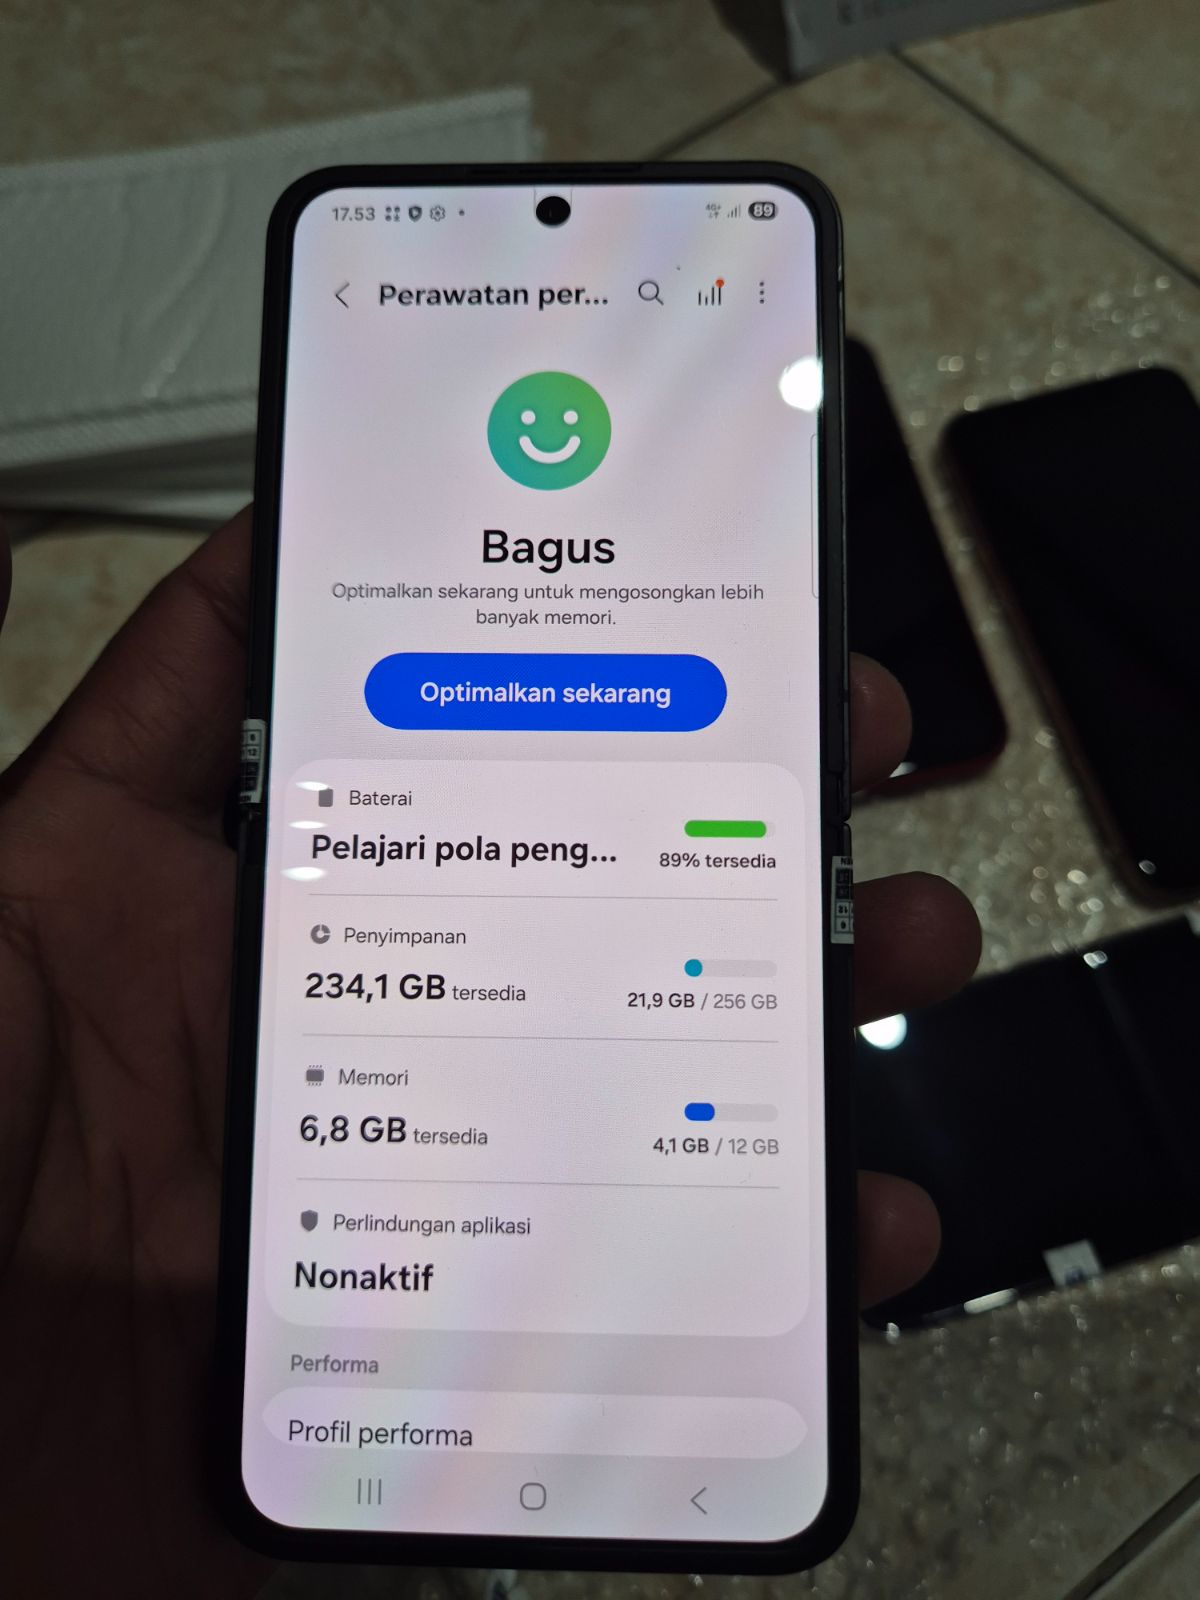 17.53
4G+
89
Perawatan per...
Bagus
Optimalkan sekarang untuk mengosongkan lebih
banyak memori.
Optimalkan sekarang
Baterai
Pelajari pola peng...
89% tersedia
Penyimpanan
234,1 GB tersedia
21,9 GB / 256 GB
Memori
6,8 GB tersedia
4,1 GB / 12 GB
Perlindungan aplikasi
Nonaktif
Performa
Profil performa